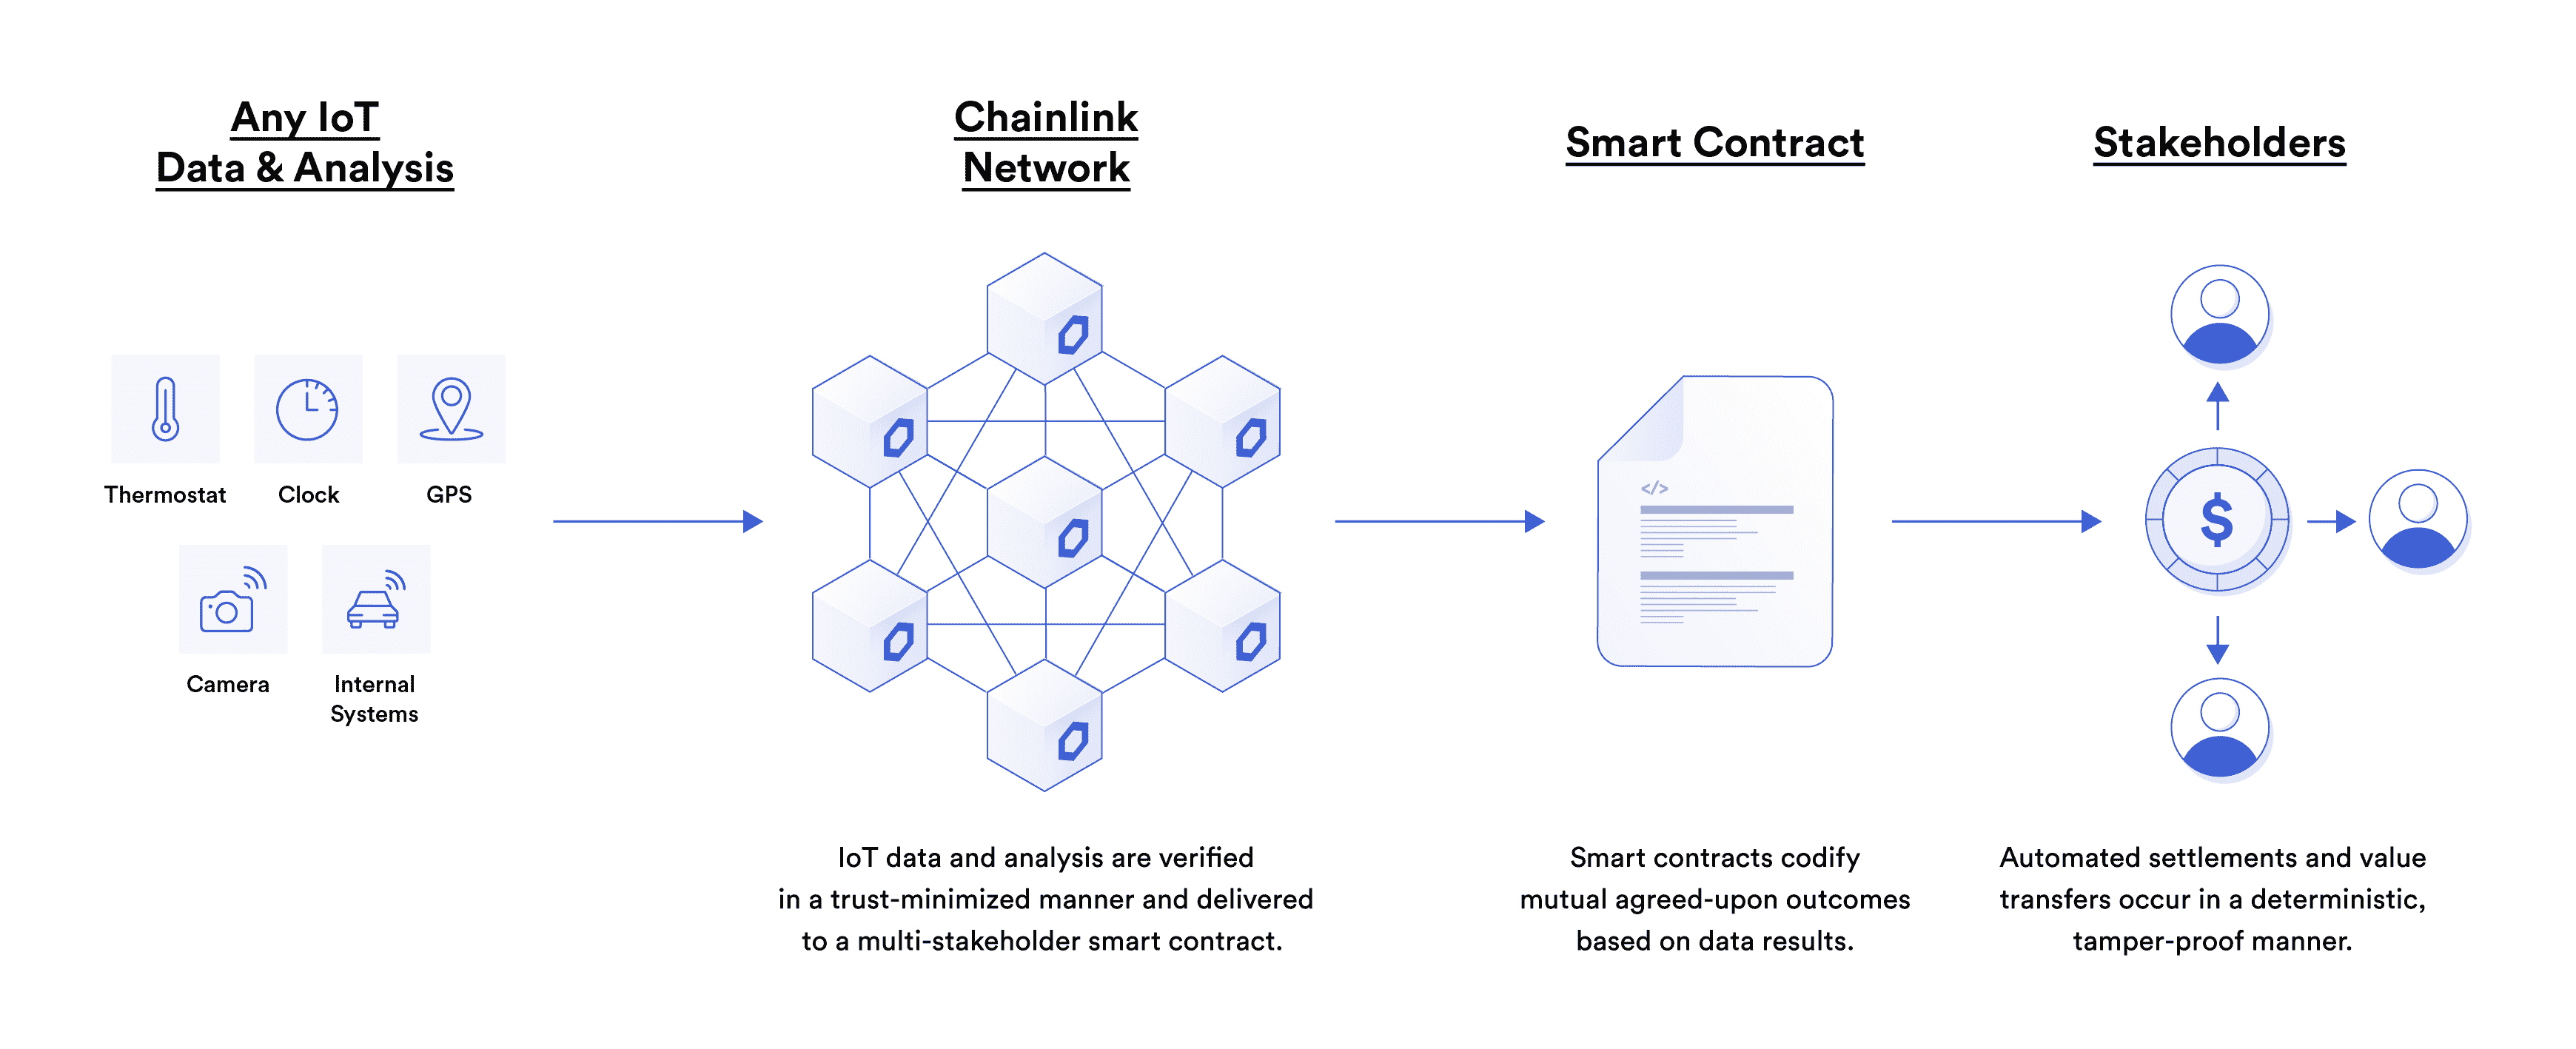 Any IoT
Data & Analysis
Thermostat
Clock
GPS
Camera
Internal
Systems
Chainlink
Network
IoT data and analysis are verified
in a trust-minimized manner and delivered
to a multi-stakeholder smart contract.
Smart Contract
</>
Smart contracts codify
mutual agreed-upon outcomes
based on data results.
Stakeholders
$
Automated settlements and value
transfers occur in a deterministic,
tamper-proof manner.